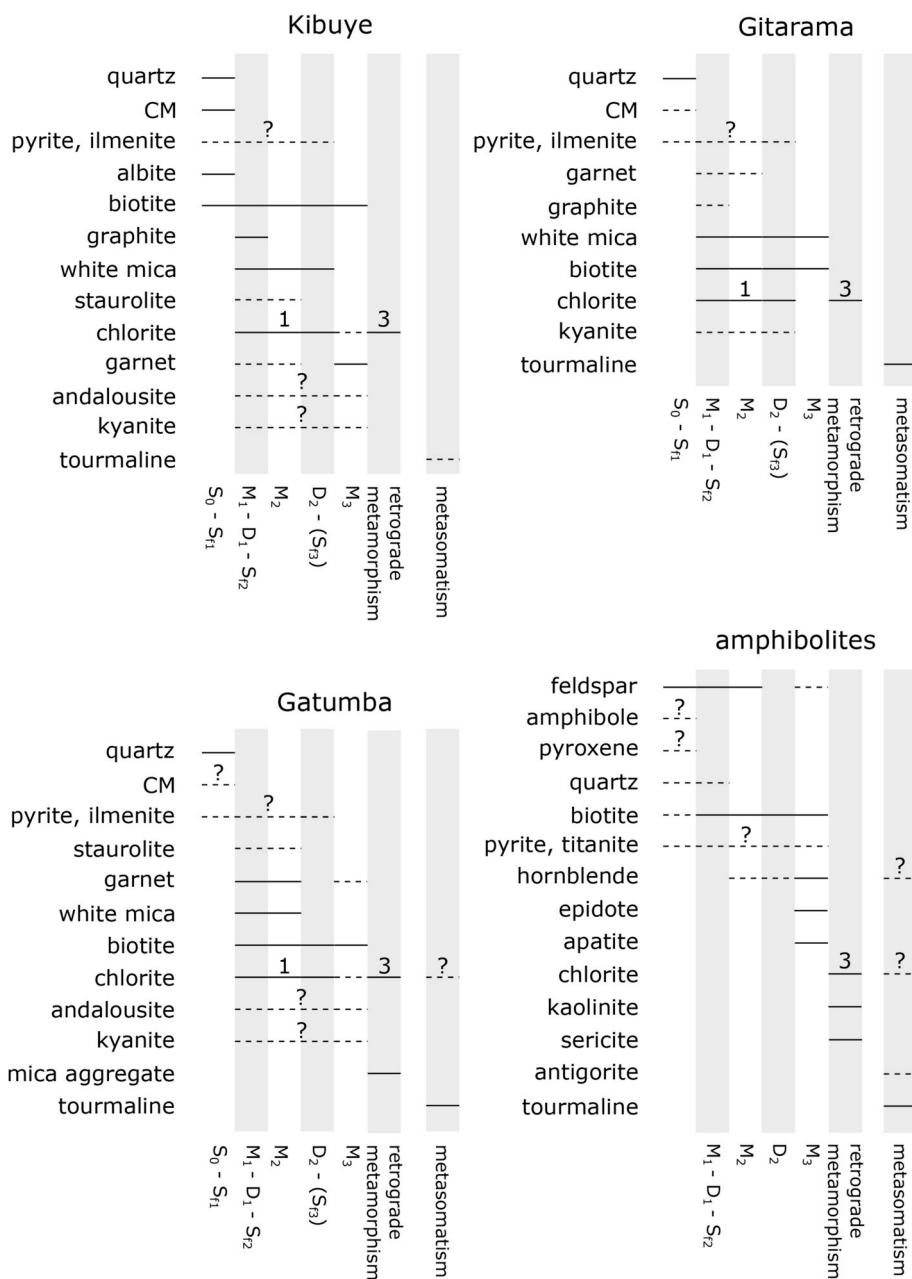 Kibuye
quartz
CM
?
pyrite, ilmenite
albite
biotite
graphite
white mica
staurolite
1
3
chlorite
garnet
?
andalousite
?
kyanite
tourmaline
S0 - Sf1
M1 - D1 - Sf2
M2
D2 - (Sf3)
M3
retrograde
metamorphism
metasomatism
Gitarama
quartz
CM
?
pyrite, ilmenite
garnet
graphite
white mica
biotite
1
3
chlorite
kyanite
tourmaline
S0 - Sf1
M1 - D1 - Sf2
M2
D2 - (Sf3)
M3
retrograde
metamorphism
metasomatism
Gatumba
quartz
?
CM
?
pyrite, ilmenite
staurolite
garnet
white mica
biotite
1
3
?
chlorite
?
andalousite
?
kyanite
mica aggregate
tourmaline
S0 - Sf1
M1 - D1 - Sf2
M2
D2 - (Sf3)
M3
retrograde
metamorphism
metasomatism
amphibolites
feldspar
?
amphibole
?
pyroxene
quartz
biotite
?
pyrite, titanite
?
hornblende
epidote
apatite
3
?
chlorite
kaolinite
sericite
antigorite
tourmaline
M1 - D1 - Sf2
M2
D2
M3
retrograde
metamorphism
metasomatism